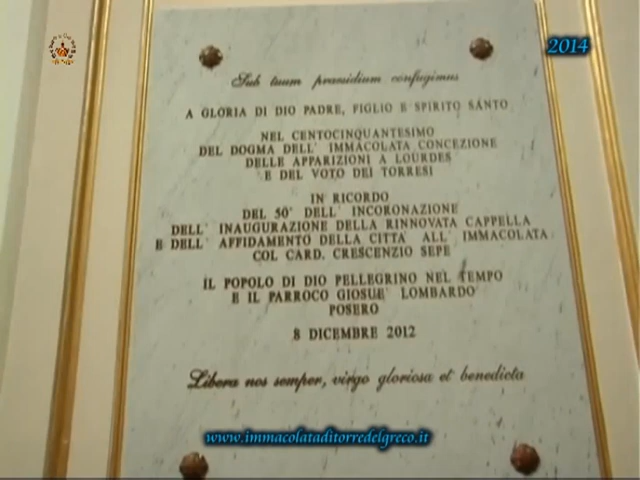 2014
Sub tuum præsidium confugimus
A GLORIA DI DIO PADRE, FIGLIO E SPIRITO SANTO
NEL CENTOCINQUANTESIMO
DEL DOGMA DELL' IMMACOLATA CONCEZIONE
DELLE APPARIZIONI A LOURDES
E DEL VOTO DEI TORRESI
IN RICORDO
DEL 50° DELL' INCORONAZIONE
DELL' INAUGURAZIONE DELLA RINNOVATA CAPPELLA
E DELL' AFFIDAMENTO DELLA CITTA' ALL' IMMACOLATA
COL CARD. CRESCENZIO SEPE
IL POPOLO DI DIO PELLEGRINO NEL TEMPO
E IL PARROCO GIOSUE' LOMBARDO
POSERO
8 DICEMBRE 2012
Libera nos semper, virgo gloriosa et benedicta
www.immacolataditorredelgreco.it